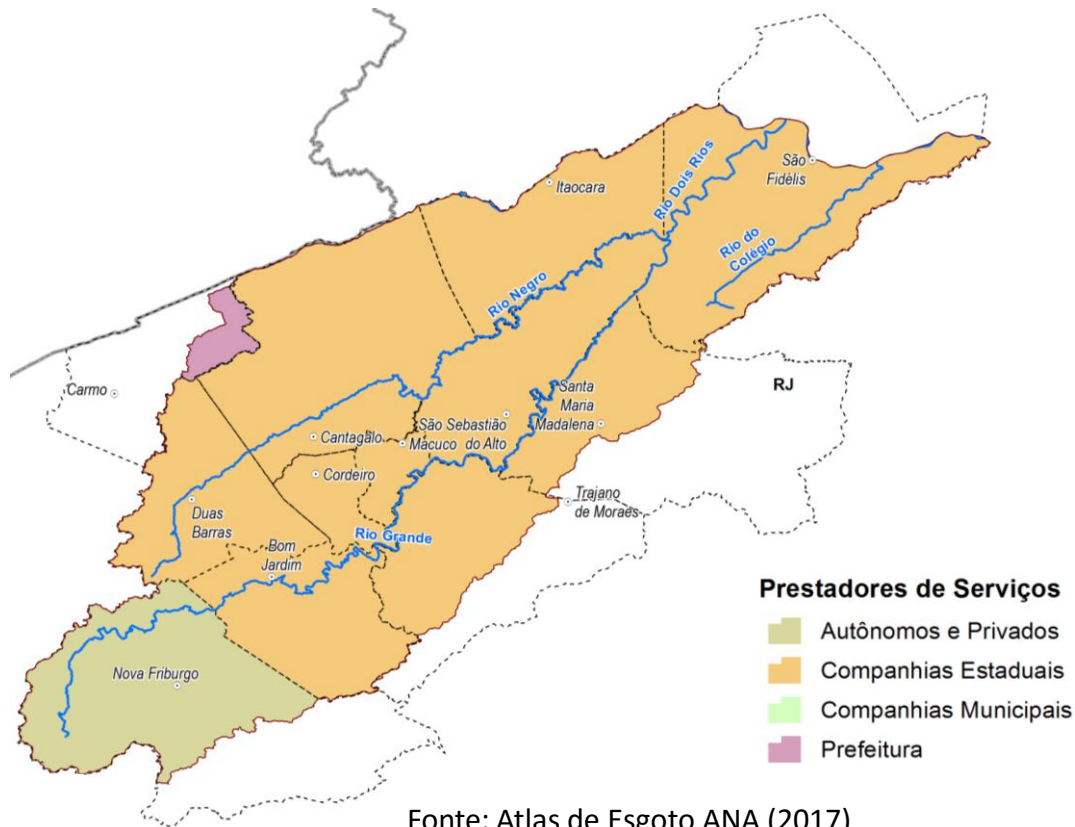 São
Fidélis
Itaocara
Rio Dois Rios
Rio do
Colégio
Rio Negro
Carmo
RJ
Santa
Maria
Madalena
São Sebastião
do Alto
Macuco
Cantagalo
Cordeiro
Duas
Barras
Trajano
de Moraes
Rio Grande
Bom
Jardim
Nova Friburgo
Prestadores de Serviços
Autônomos e Privados
Companhias Estaduais
Companhias Municipais
Prefeitura
Fonte: Atlas de Esgoto ANA (2017)